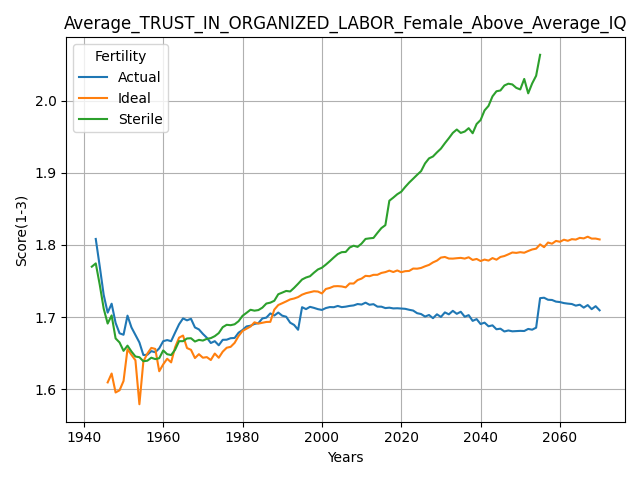 Average_TRUST_IN_ORGANIZED_LABOR_Female_Above_Average_IQ
Fertility
Actual
Ideal
Sterile
Score(1-3)
2.0
1.9
1.8
1.7
1.6
1940
1960
1980
2000
2020
2040
2060
Years